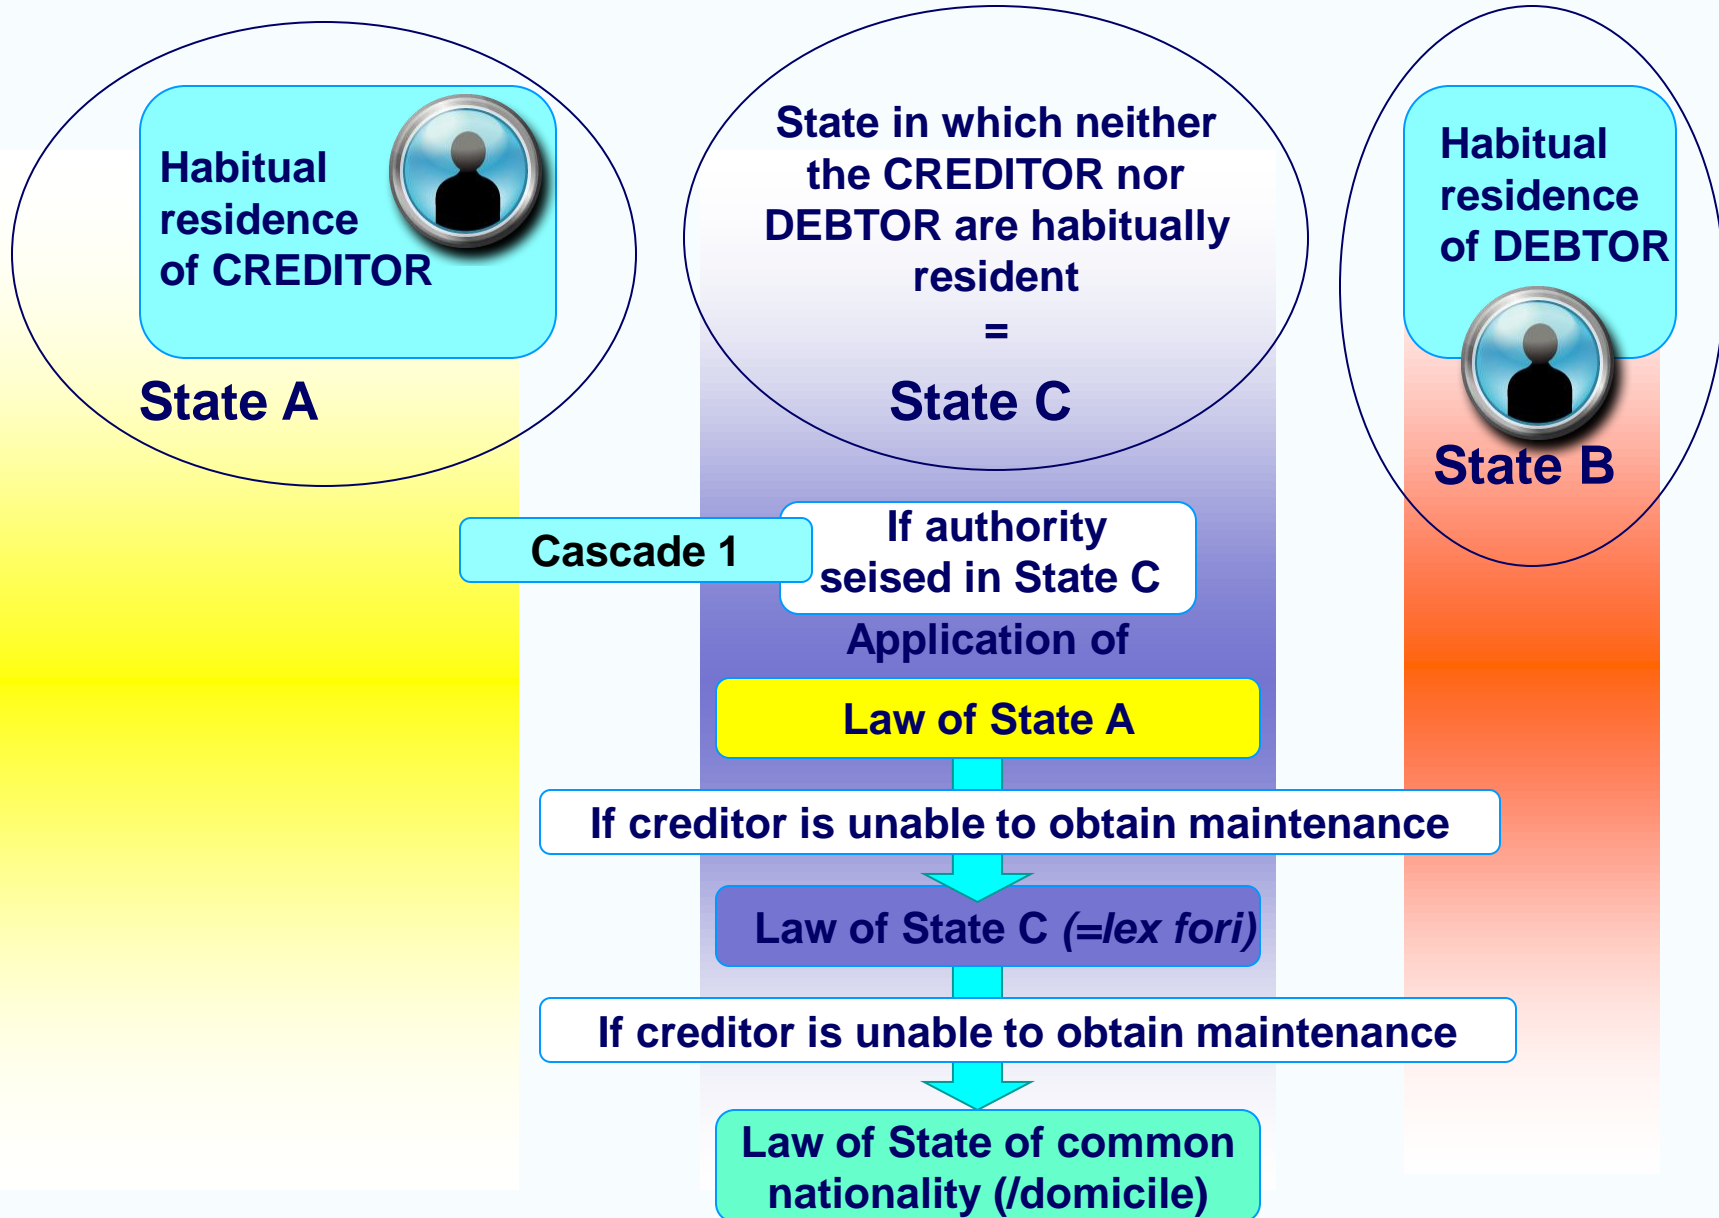 Habitual
residence
of CREDITOR
State A
State in which neither
the CREDITOR nor
DEBTOR are habitually
resident
=
State C
Habitual
residence
of DEBTOR
State B
Cascade 1
If authority
seised in State C
Application of
Law of State A
If creditor is unable to obtain maintenance
Law of State C (=lex fori)
If creditor is unable to obtain maintenance
Law of State of common
nationality (/domicile)